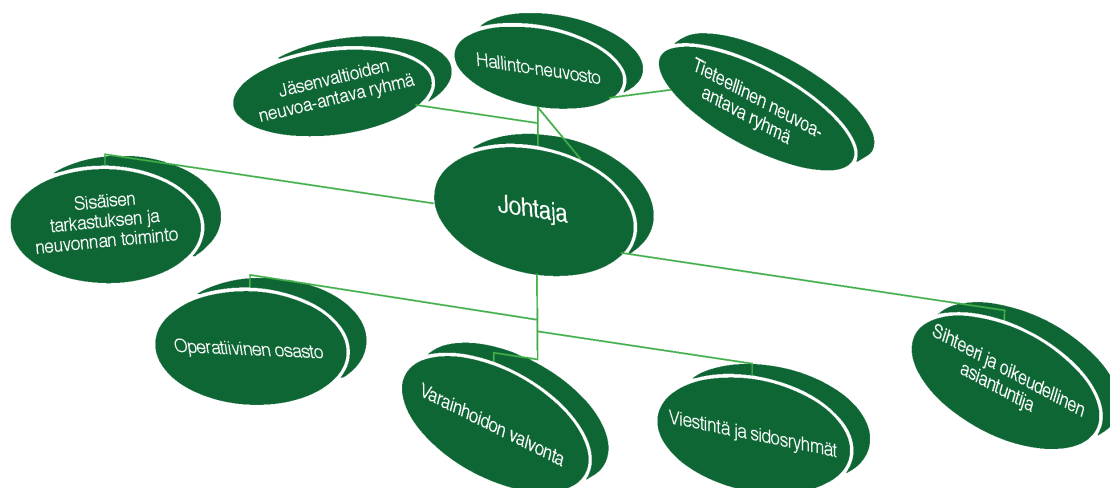 Jäsenvaltioiden
neuvoa-antava ryhmä
Hallinto-neuvosto
Tieteellinen neuvoa-
antava ryhmä
Johtaja
Sisäisen
tarkastuksen ja
neuvonnan toiminto
Operatiivinen osasto
Varainhoidon valvonta
Viestintä ja sidosryhmät
Sihteeri ja oikeudellinen
asiantuntija